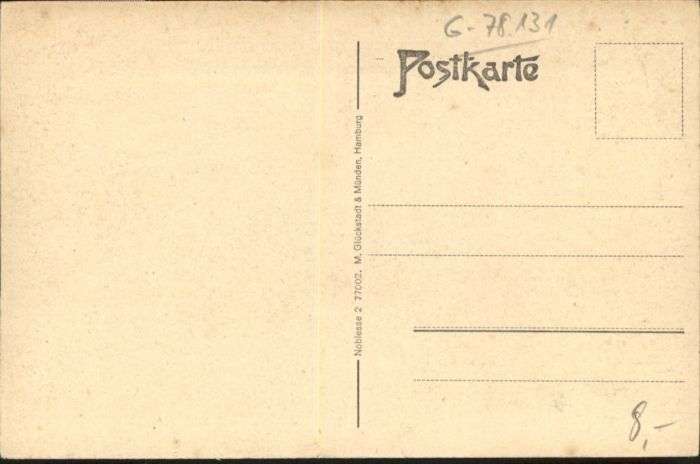 G-78.131
Postkarte
Noblesse 2 77002. M. Glückstadt & Münden, Hamburg
8,-